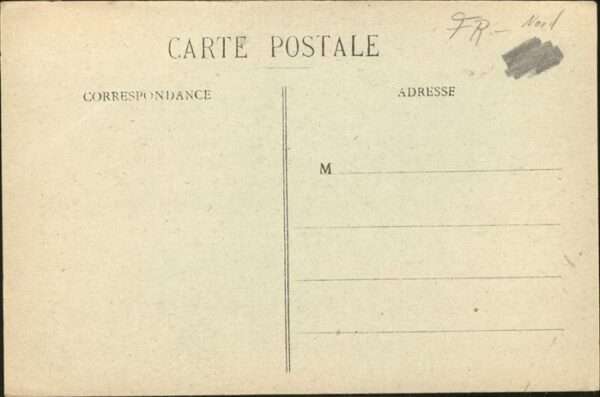 FR - Nord
CARTE POSTALE
CORRESPONDANCE
ADRESSE
M